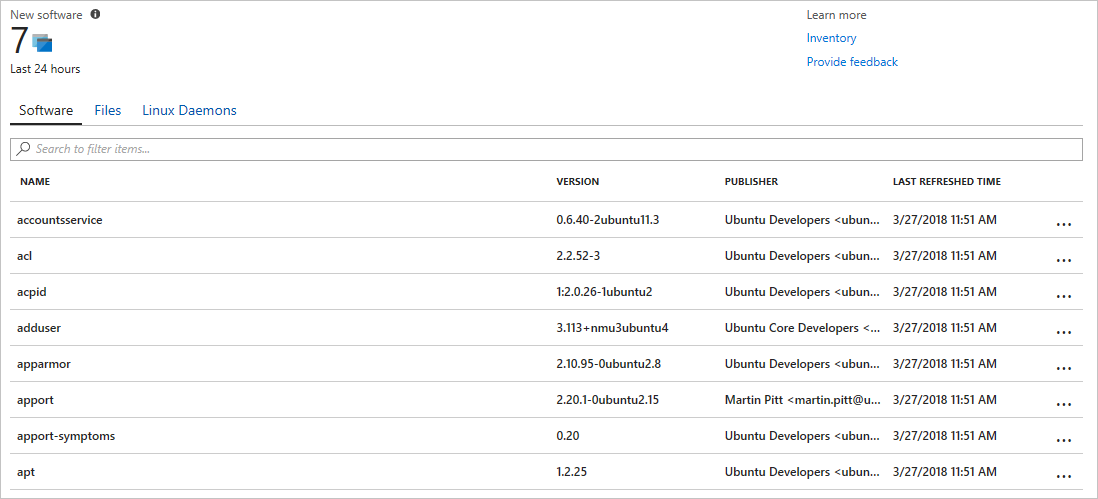 New software
7
Last 24 hours
Learn more
Inventory
Provide feedback
Software Files Linux Daemons
Search to filter items...
NAME VERSION PUBLISHER LAST REFRESHED TIME
accountsservice 0.6.40-2ubuntu11.3 Ubuntu Developers <ubun... 3/27/2018 11:51 AM ...
acl 2.2.52-3 Ubuntu Developers <ubun... 3/27/2018 11:51 AM ...
acpid 1:2.0.26-1ubuntu2 Ubuntu Developers <ubun... 3/27/2018 11:51 AM ...
adduser 3.113+nmu3ubuntu4 Ubuntu Core Developers <... 3/27/2018 11:51 AM ...
apparmor 2.10.95-0ubuntu2.8 Ubuntu Developers <ubun... 3/27/2018 11:51 AM ...
apport 2.20.1-0ubuntu2.15 Martin Pitt <martin.pitt@u... 3/27/2018 11:51 AM ...
apport-symptoms 0.20 Ubuntu Developers <ubun... 3/27/2018 11:51 AM ...
apt 1.2.25 Ubuntu Developers <ubun... 3/27/2018 11:51 AM ...